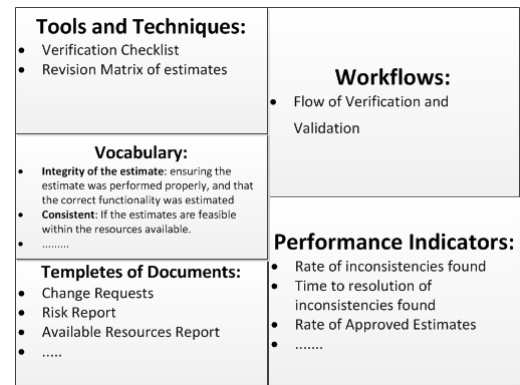 Tools and Techniques:
• Verification Checklist
• Revision Matrix of estimates
Vocabulary:
• Integrity of the estimate: ensuring the
estimate was performed properly, and that
the correct functionality was estimated
• Consistent: If the estimates are feasible
within the resources available.
• .........
Templetes of Documents:
• Change Requests
• Risk Report
• Available Resources Report
• .....
Workflows:
• Flow of Verification and
Validation
Performance Indicators:
• Rate of inconsistencies found
• Time to resolution of
inconsistencies found
• Rate of Approved Estimates
• .......